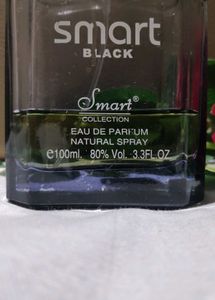 smart
BLACK
Smart®
COLLECTION
EAU DE PARFUM
NATURAL SPRAY
℮100ml. 80% Vol. 3.3FL.OZ